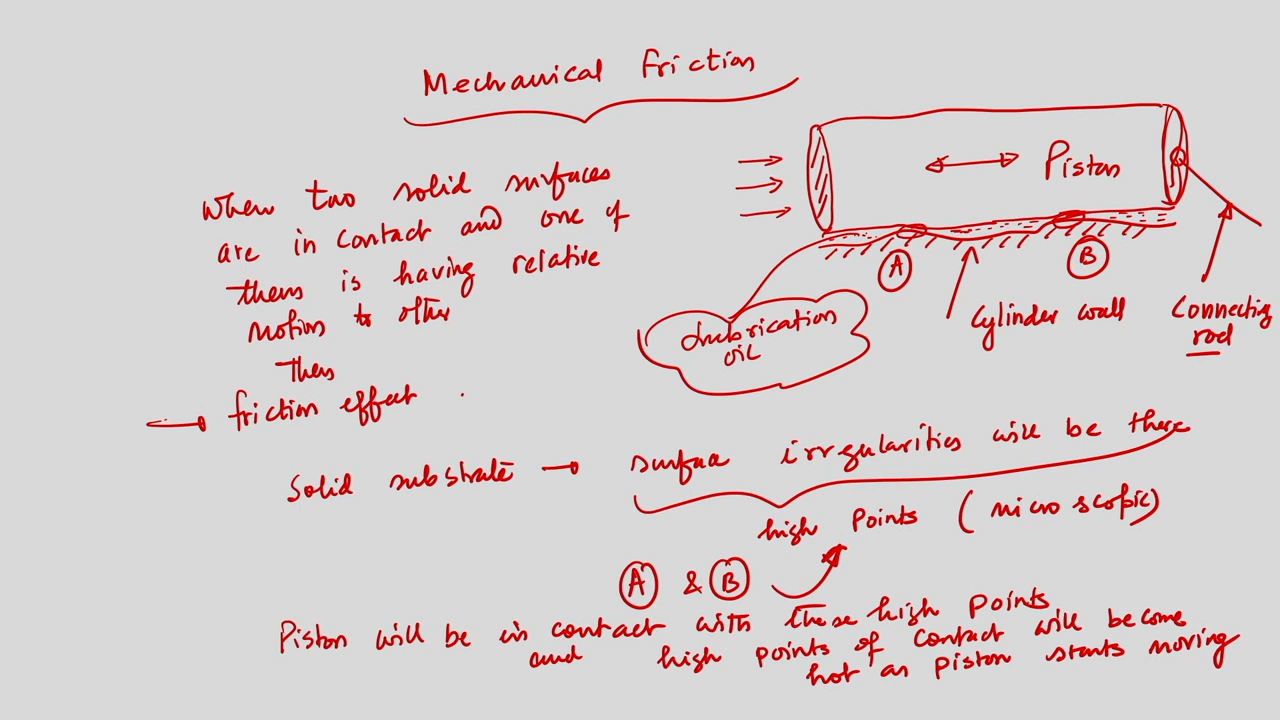 Mechanical Friction
When two solid surfaces
are in contact and one of
them is having relative
motion to other
them
→ friction effect .
Piston
A
B
Lubrication
oil
Cylinder wall
Connecting
rod
Solid substrate → surface irregularities will be there
high Points (microscopic)
A & B
Piston will be in contact with these high Points
and high points of contact will become
hot as piston starts moving